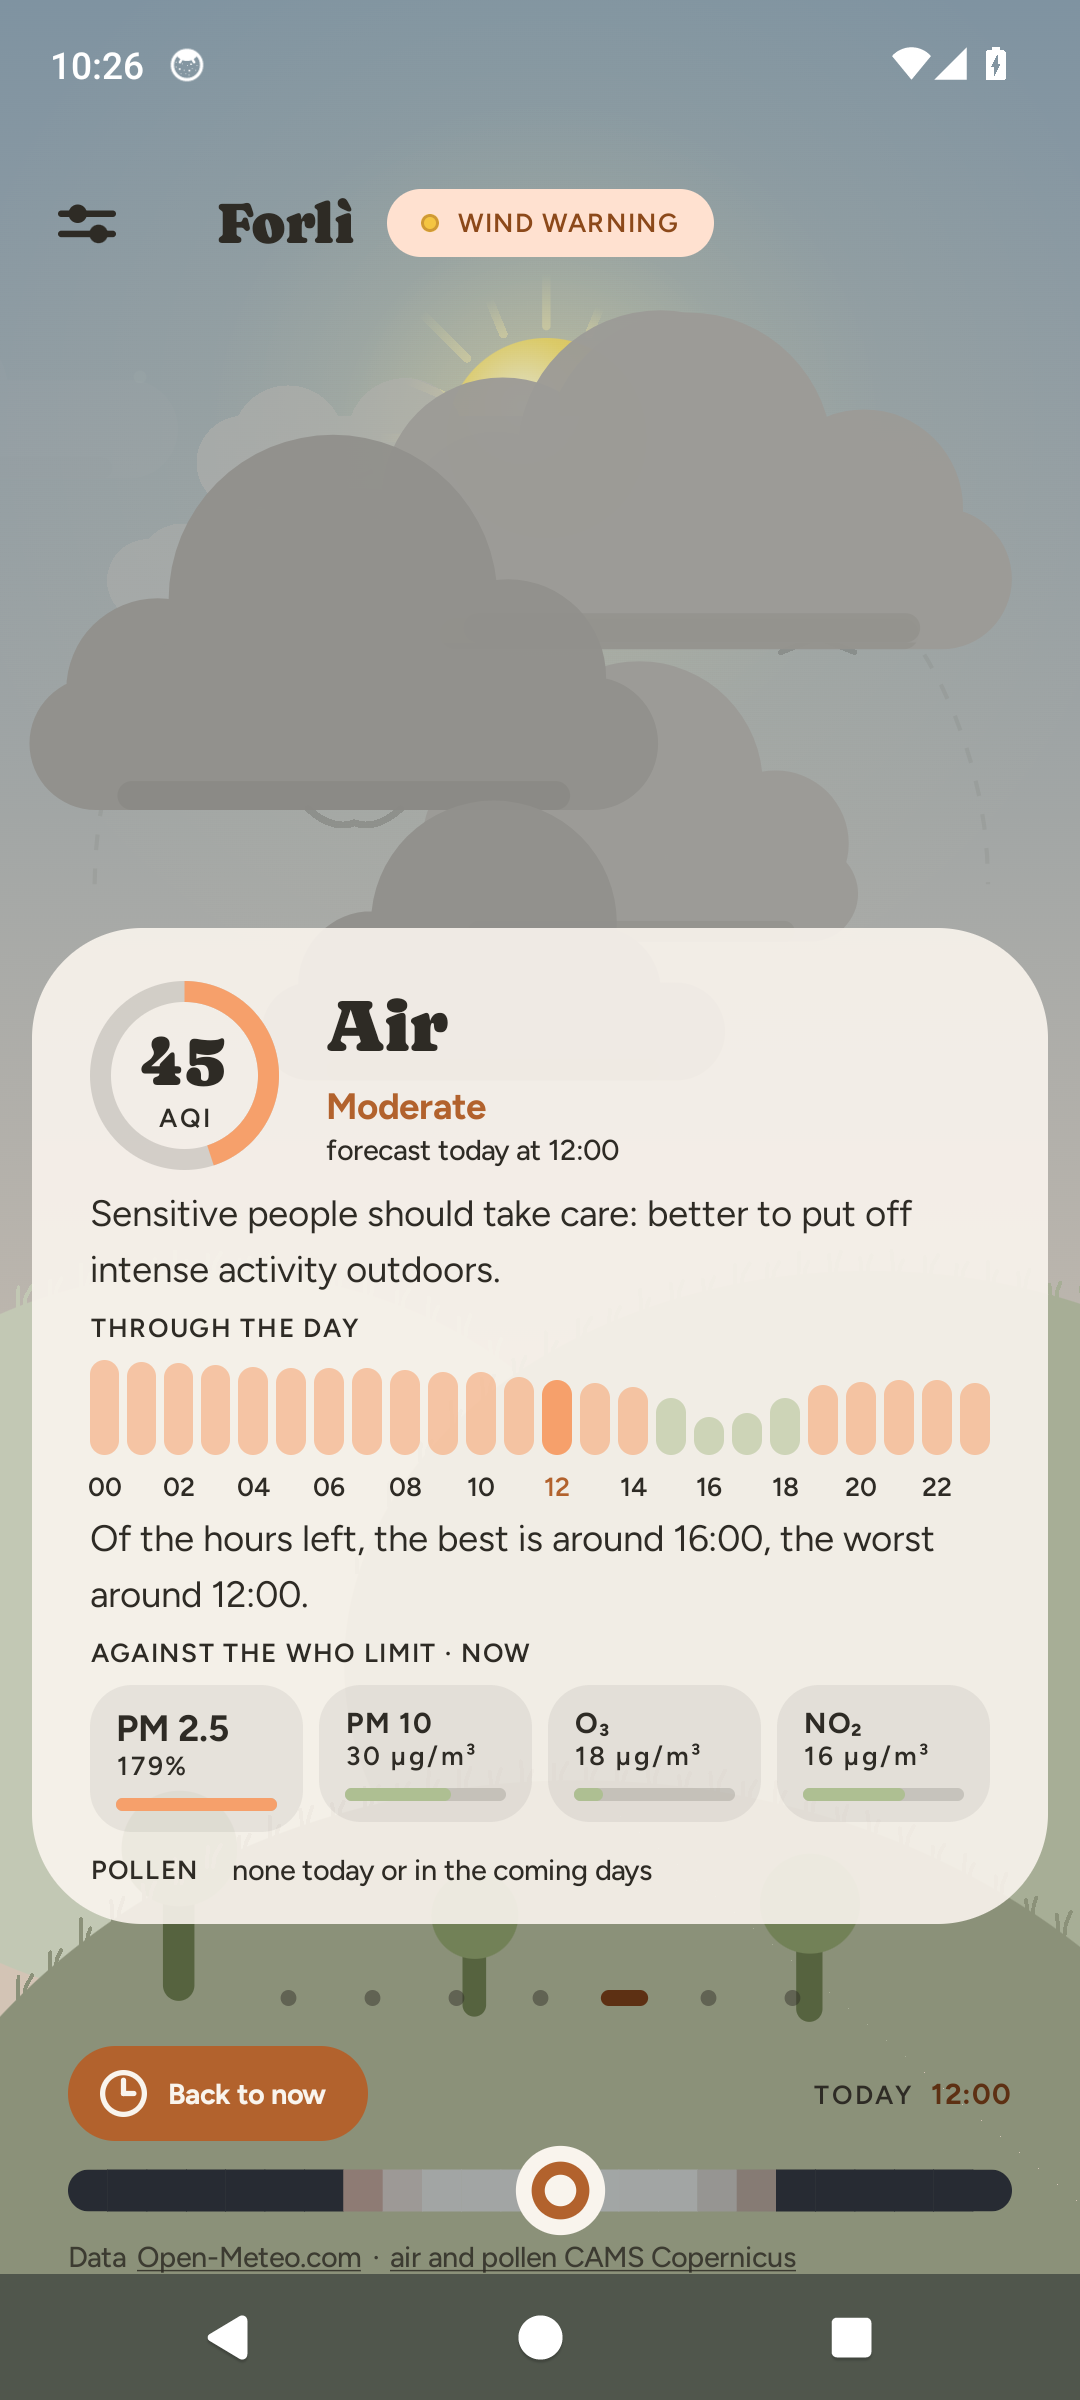 10:26
Forlì
WIND WARNING
45
AQI
Air
Moderate
forecast today at 12:00
Sensitive people should take care: better to put off
intense activity outdoors.
THROUGH THE DAY
00 02 04 06 08 10 12 14 16 18 20 22
Of the hours left, the best is around 16:00, the worst
around 12:00.
AGAINST THE WHO LIMIT · NOW
PM 2.5
179%
PM 10
30 µg/m³
O₃
18 µg/m³
NO₂
16 µg/m³
POLLEN none today or in the coming days
Back to now
TODAY 12:00
Data Open-Meteo.com · air and pollen CAMS Copernicus